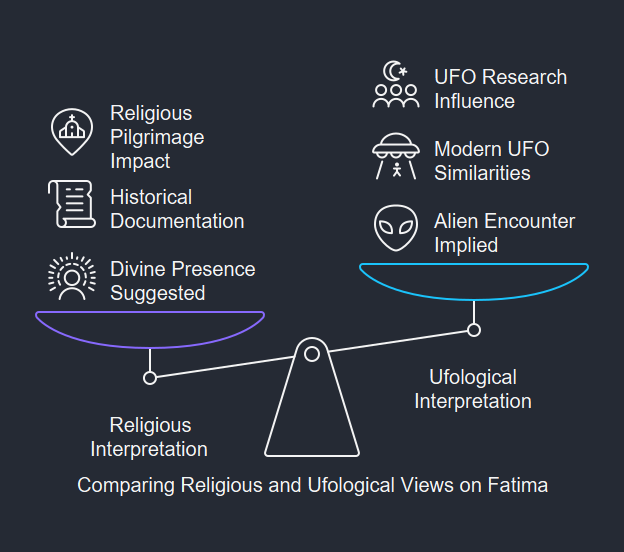 Religious
Pilgrimage
Impact
Historical
Documentation
Divine Presence
Suggested
Religious
Interpretation
UFO Research
Influence
Modern UFO
Similarities
Alien Encounter
Implied
Ufological
Interpretation
Comparing Religious and Ufological Views on Fatima